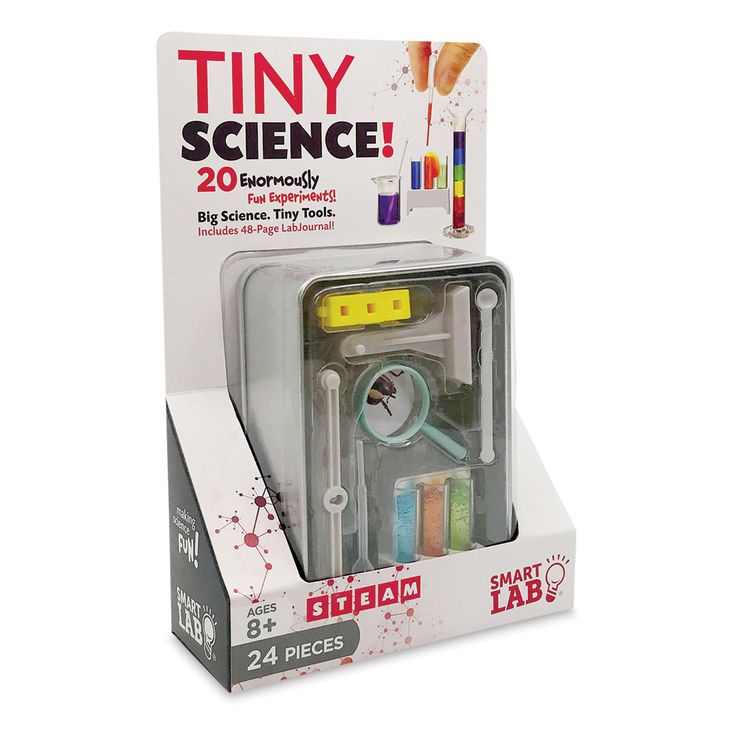 TINY
SCIENCE!
20 ENORMOUSLY
FUN EXPERIMENTS!
Big Science. Tiny Tools.
Includes 48-Page LabJournal!
making
science
FUN!
SMART
LAB
AGES
8+
24 PIECES
STEAM
SMART
LAB